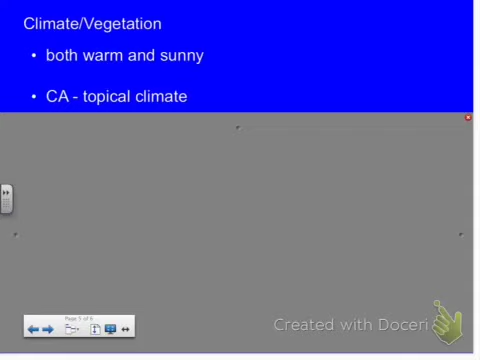 Climate/Vegetation
• both warm and sunny
• CA - topical climate
Page 5 of 6
Created with Doceri